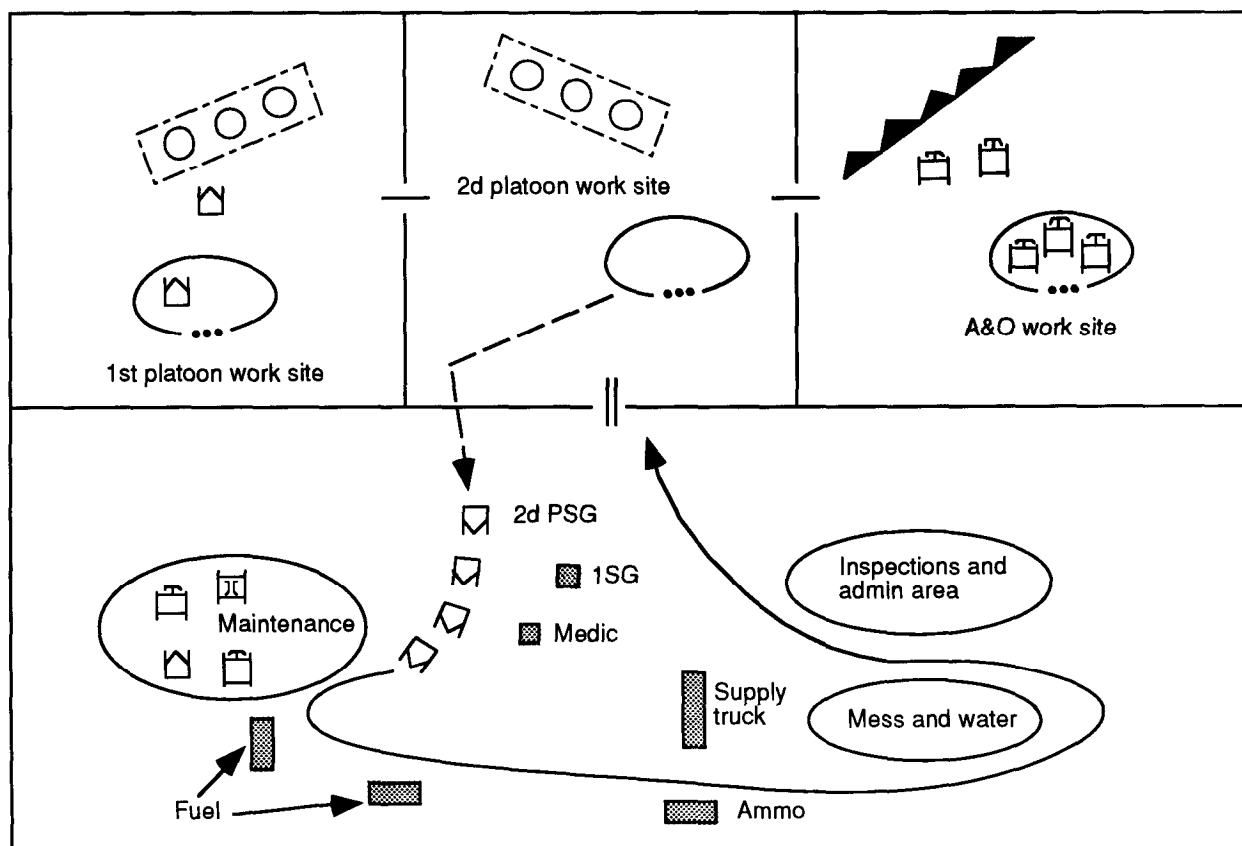 2d platoon work site
A&O work site
1st platoon work site
2d PSG
1SG
Medic
Maintenance
Inspections and
admin area
Supply
truck
Mess and water
Fuel
Ammo